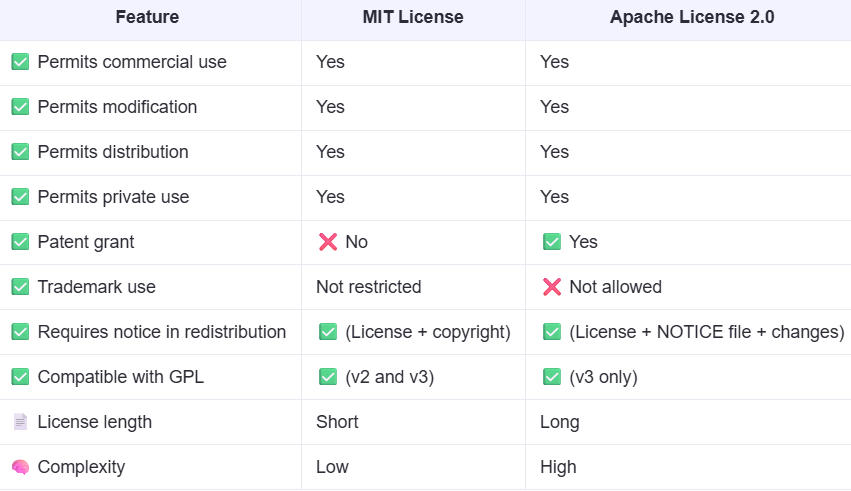 Feature MIT License Apache License 2.0
✅ Permits commercial use Yes Yes
✅ Permits modification Yes Yes
✅ Permits distribution Yes Yes
✅ Permits private use Yes Yes
✅ Patent grant ❌ No ✅ Yes
✅ Trademark use Not restricted ❌ Not allowed
✅ Requires notice in redistribution ✅ (License + copyright) ✅ (License + NOTICE file + changes)
✅ Compatible with GPL ✅ (v2 and v3) ✅ (v3 only)
📄 License length Short Long
🧠 Complexity Low High